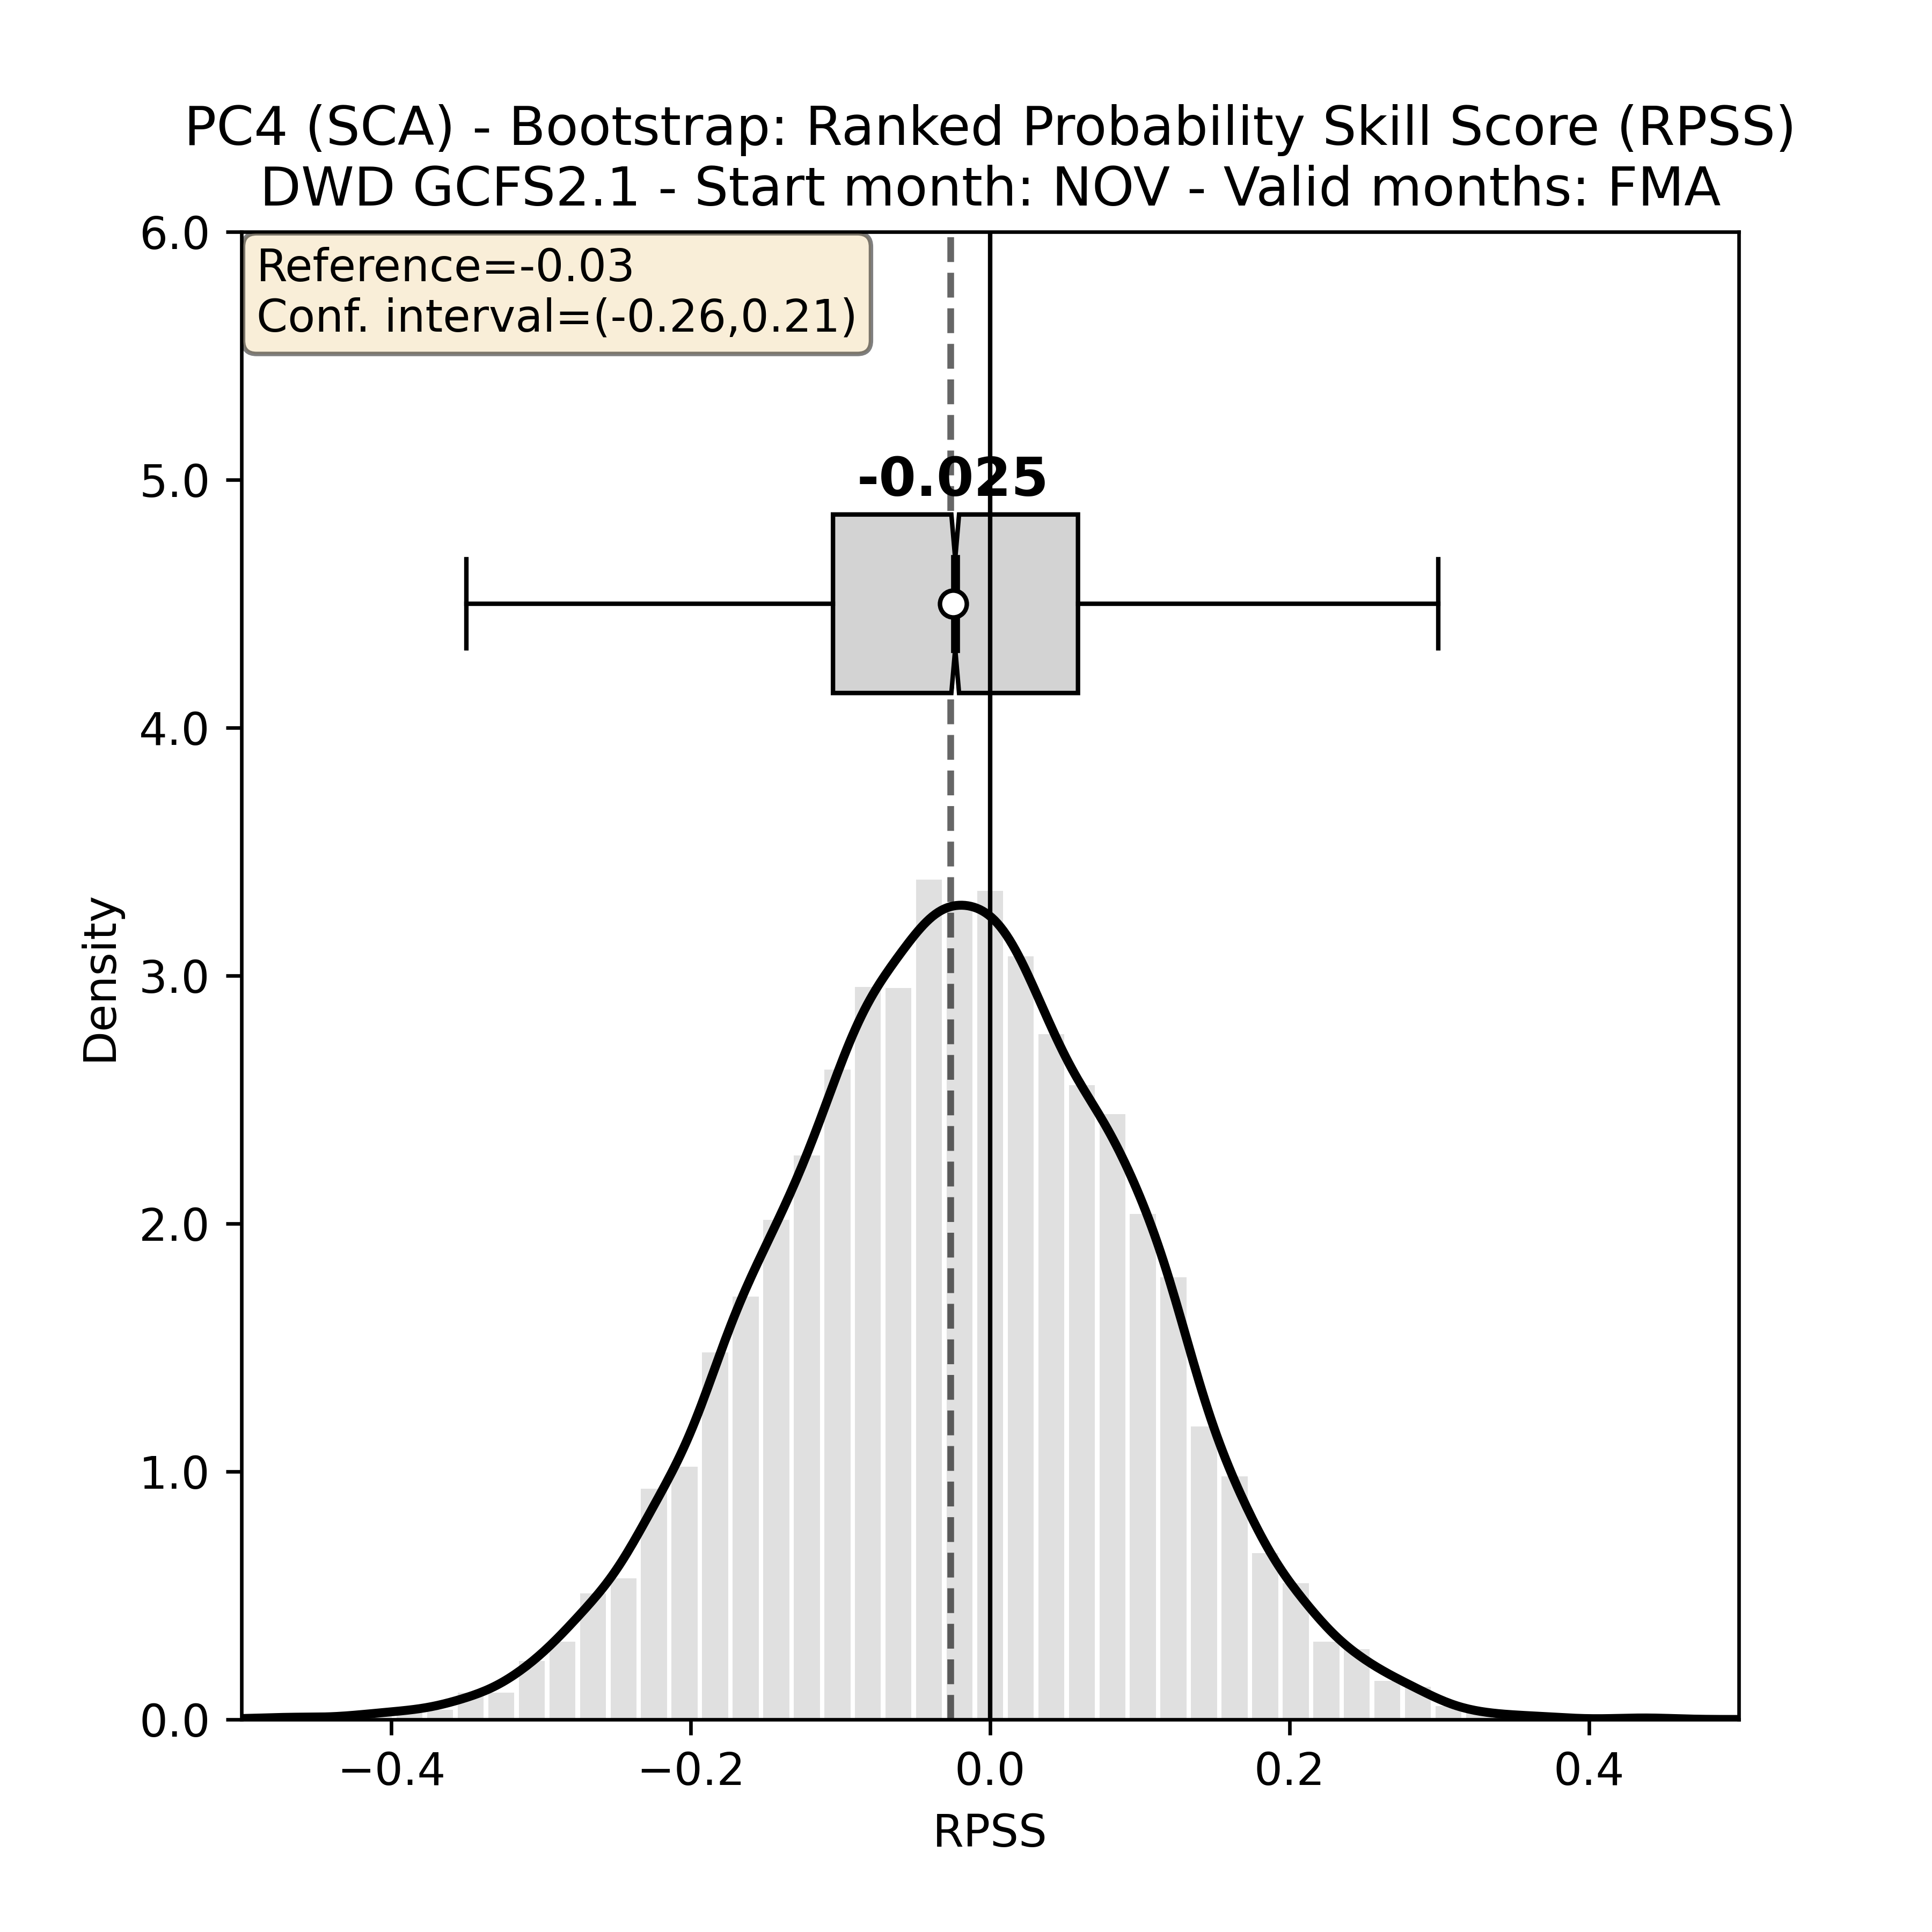 PC4 (SCA) - Bootstrap: Ranked Probability Skill Score (RPSS)
DWD GCFS2.1 - Start month: NOV - Valid months: FMA
Reference=-0.03
Conf. interval=(-0.26,0.21)
-0.025
6.0
5.0
4.0
3.0
2.0
1.0
0.0
Density
−0.4
−0.2
0.0
0.2
0.4
RPSS